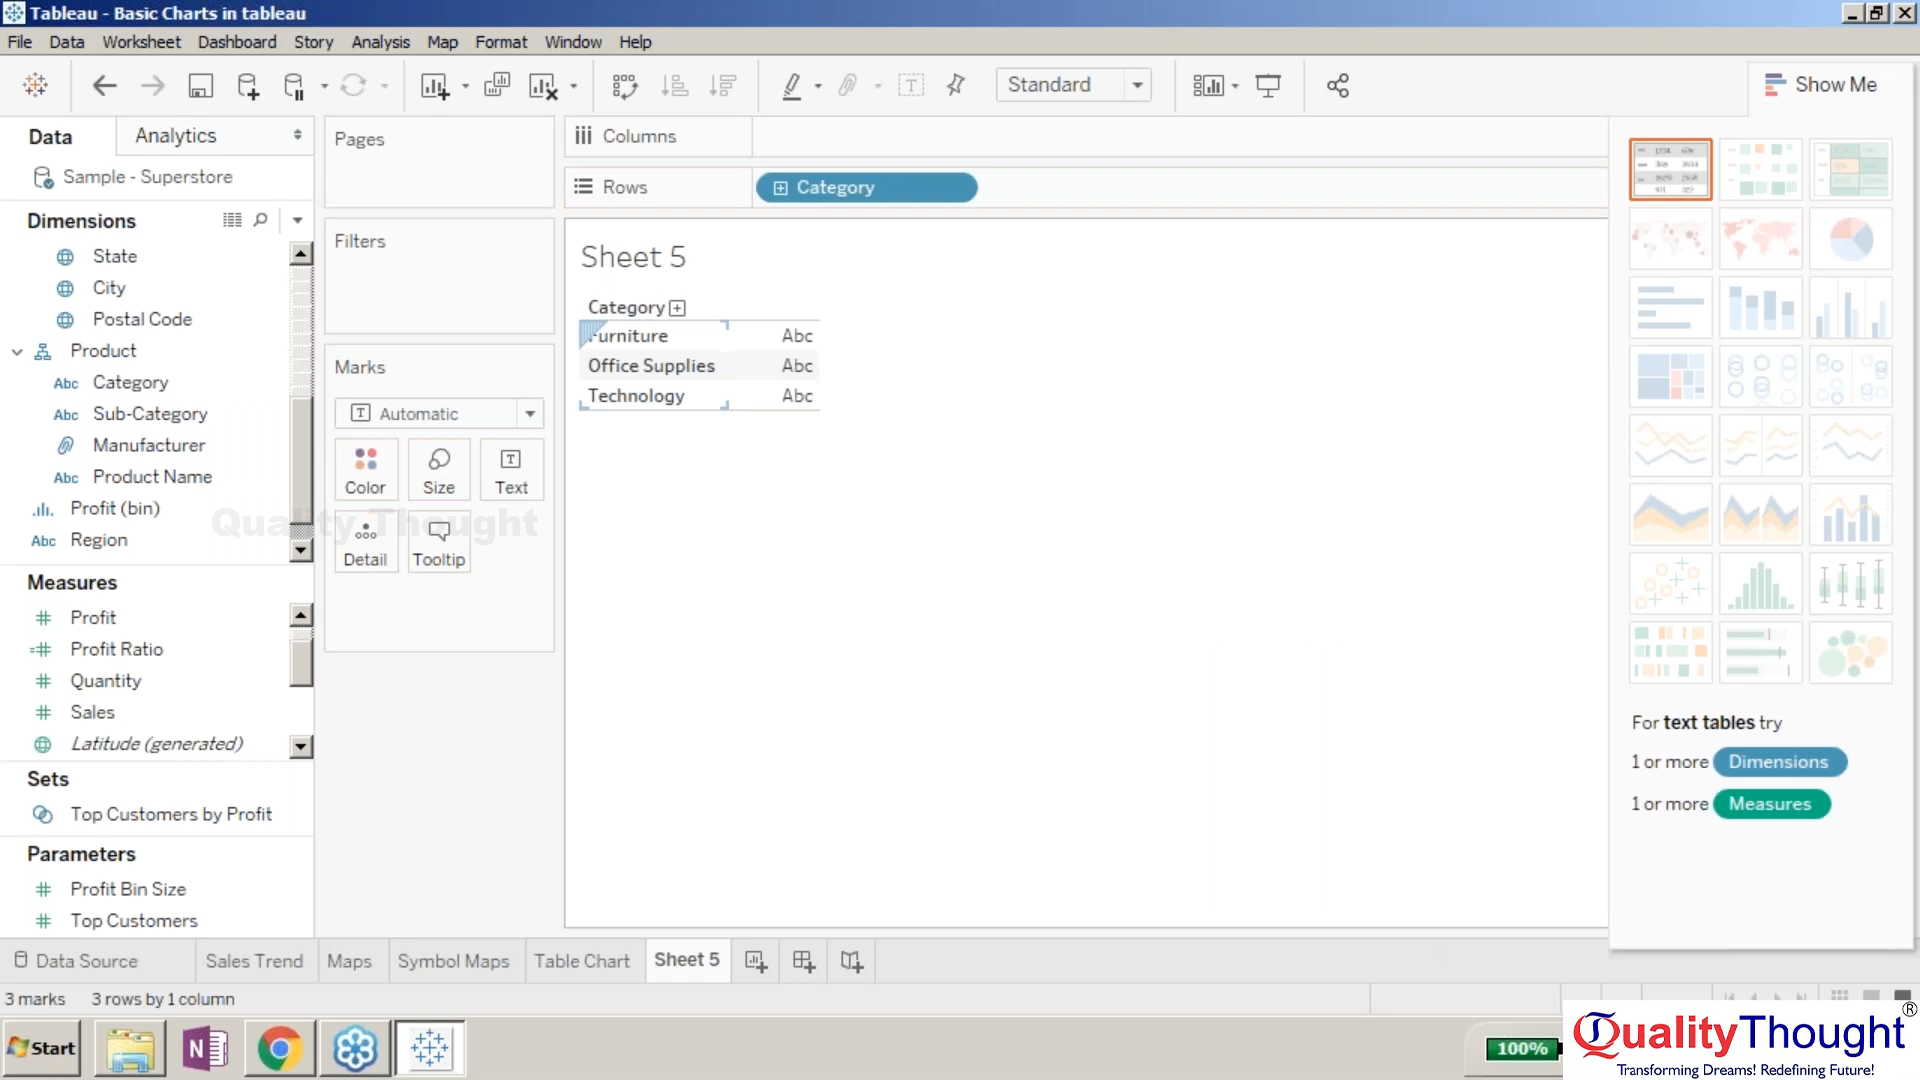 Tableau - Basic Charts in tableau
File Data Worksheet Dashboard Story Analysis Map Format Window Help
Standard
Show Me
Data
Analytics
Sample - Superstore
Dimensions
State
City
Postal Code
Product
Abc Category
Abc Sub-Category
Manufacturer
Abc Product Name
Profit (bin)
Abc Region
Measures
Profit
Profit Ratio
Quantity
Sales
Latitude (generated)
Sets
Top Customers by Profit
Parameters
Profit Bin Size
Top Customers
Pages
Filters
Marks
Automatic
Color
Size
Text
Detail
Tooltip
Quality Thought
Columns
Rows
Category
Sheet 5
Category
Furniture Abc
Office Supplies Abc
Technology Abc
For text tables try
1 or more Dimensions
1 or more Measures
Data Source
Sales Trend
Maps
Symbol Maps
Table Chart
Sheet 5
3 marks 3 rows by 1 column
Start
100%
QualityThought®
Transforming Dreams! Redefining Future!